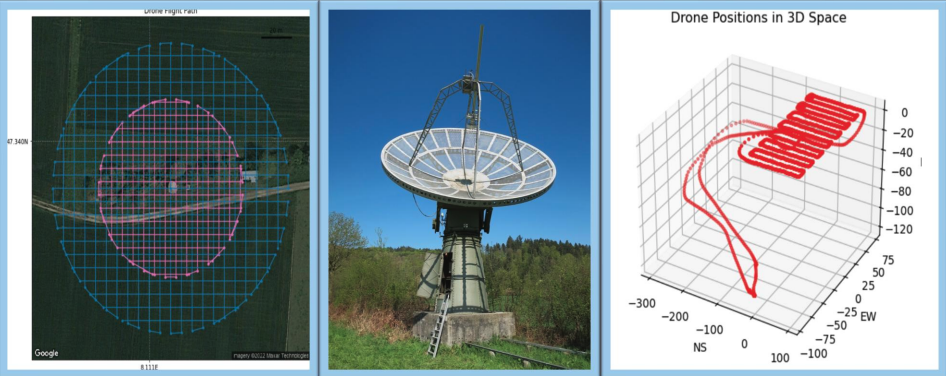 Drone Flight Path
47.340N
Google
Imagery ©2022 Maxar Technologies
8.111E
Drone Positions in 3D Space
0
−20
−40
−60
−80
−100
−120
75
50
25
0
−25
−50
−75
−100
EW
−300
−200
−100
0
100
NS